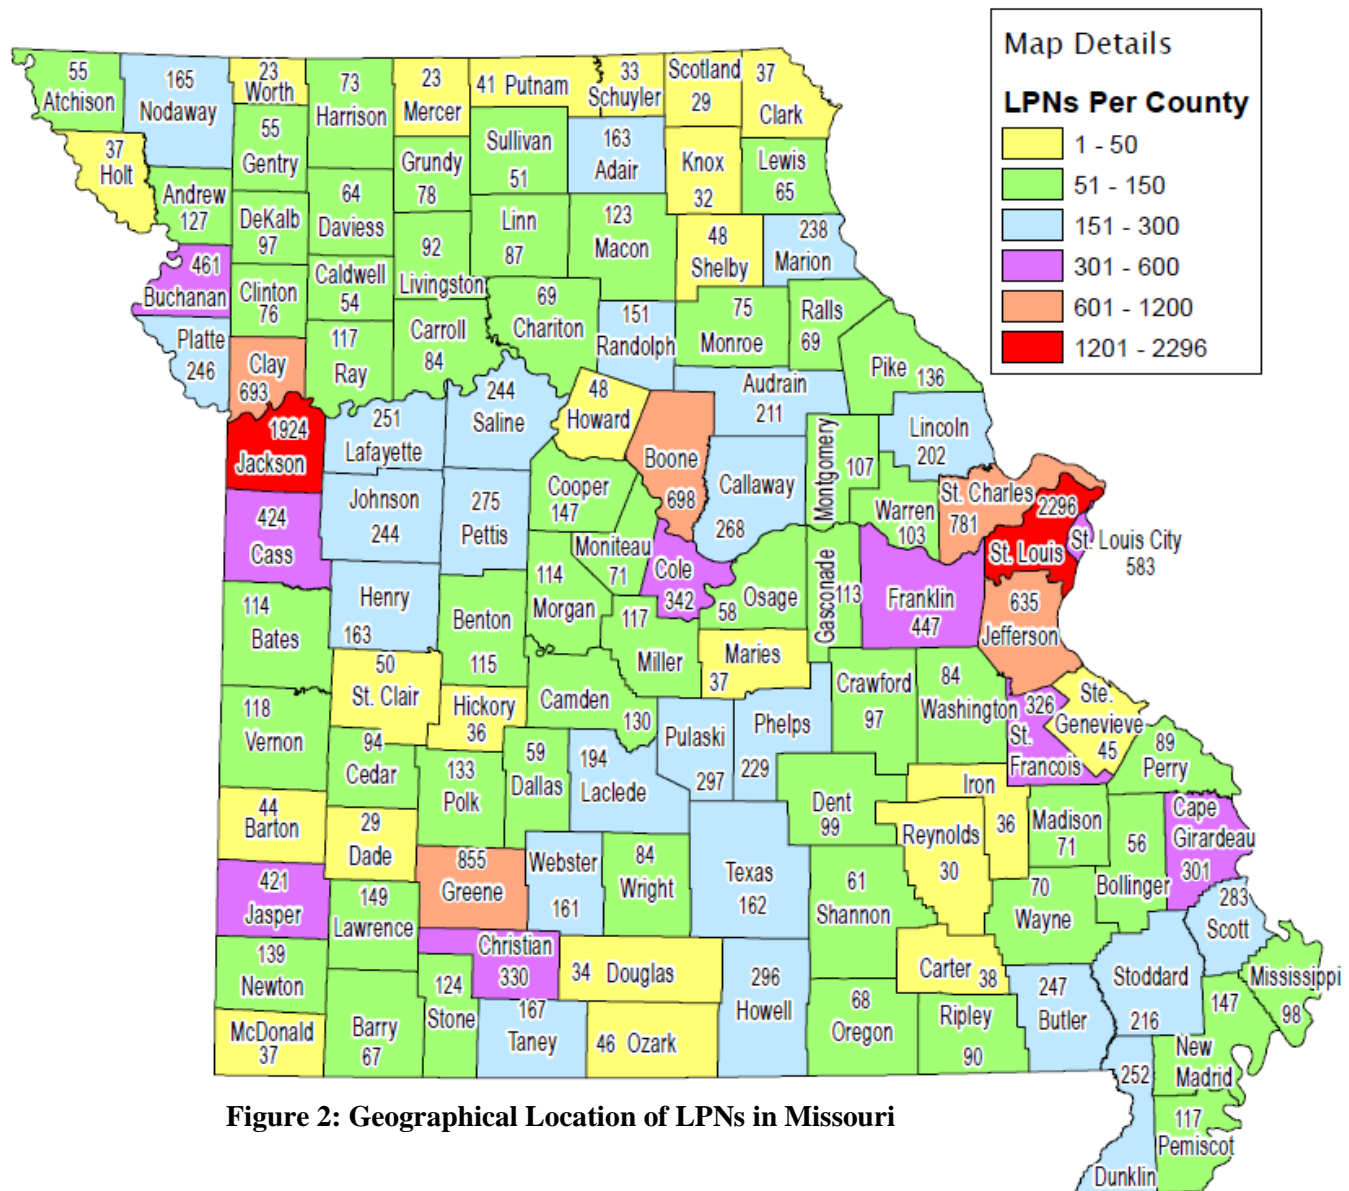 Map Details
LPNs Per County
1 - 50
51 - 150
151 - 300
301 - 600
601 - 1200
1201 - 2296
55
Atchison
165
Nodaway
23
Worth
73
Harrison
23
Mercer
41 Putnam
33
Schuyler
Scotland
29
37
Clark
37
Holt
55
Gentry
Grundy
78
Sullivan
51
163
Adair
Knox
32
Lewis
65
Andrew
127
DeKalb
97
64
Daviess
92
Livingston
Linn
87
123
Macon
48
Shelby
238
Marion
461
Buchanan
Clinton
76
Caldwell
54
Carroll
84
69
Chariton
151
Randolph
75
Monroe
Ralls
69
Pike 136
Platte
246
Clay
693
117
Ray
244
Saline
48
Howard
Audrain
211
Lincoln
202
1924
Jackson
251
Lafayette
Boone
698
Callaway
268
Montgomery
107
Warren
103
St. Charles
781
2296
St. Louis
St. Louis City
583
424
Cass
Johnson
244
275
Pettis
Cooper
147
Moniteau
71
Cole
342
58 Osage
Gasconade
113
Franklin
447
635
Jefferson
114
Bates
Henry
163
Benton
115
114
Morgan
117
Miller
Maries
37
Crawford
97
84
Washington
326
St.
Francois
Ste.
Genevieve
45
89
Perry
118
Vernon
50
St. Clair
Hickory
36
Camden
130
Pulaski
297
Phelps
229
94
Cedar
133
Polk
59
Dallas
194
Laclede
Dent
99
Iron
36
Reynolds
30
Madison
71
56
Bollinger
Cape
Girardeau
301
44
Barton
29
Dade
855
Greene
Webster
161
84
Wright
Texas
162
61
Shannon
70
Wayne
283
Scott
421
Jasper
149
Lawrence
Christian
330
34 Douglas
296
Howell
Carter 38
Stoddard
216
Mississippi
98
139
Newton
124
Stone
167
Taney
46 Ozark
68
Oregon
Ripley
90
247
Butler
147
New
Madrid
McDonald
37
Barry
67
252
Dunklin
117
Pemiscot
Figure 2: Geographical Location of LPNs in Missouri